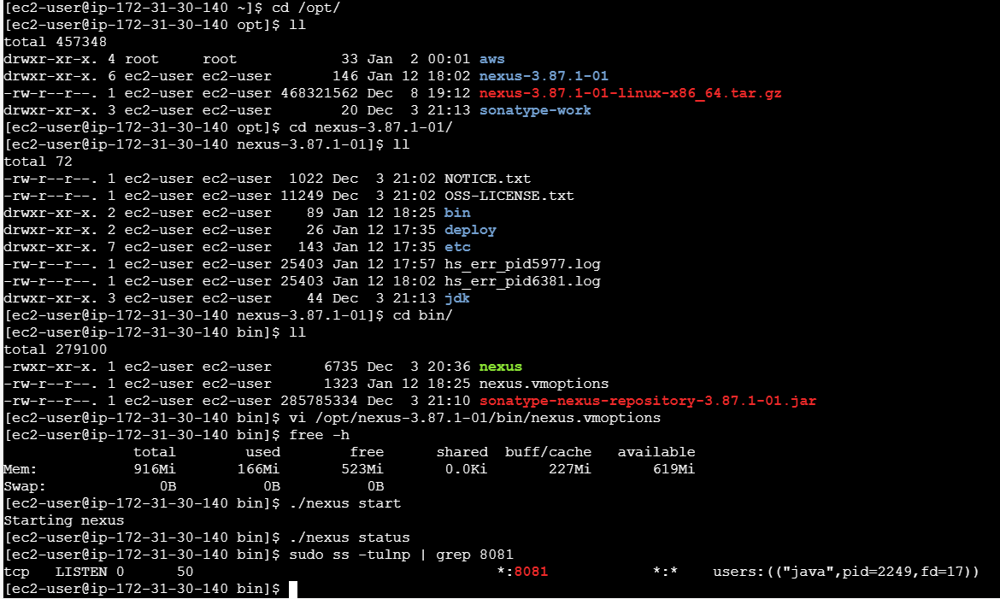 [ec2-user@ip-172-31-30-140 ~]$ cd /opt/
[ec2-user@ip-172-31-30-140 opt]$ ll
total 457348
drwxr-xr-x. 4 root     root            33 Jan  2 00:01 aws
drwxr-xr-x. 6 ec2-user ec2-user       146 Jan 12 18:02 nexus-3.87.1-01
-rw-r--r--. 1 ec2-user ec2-user 468321562 Dec  8 19:12 nexus-3.87.1-01-linux-x86_64.tar.gz
drwxr-xr-x. 3 ec2-user ec2-user        20 Dec  3 21:13 sonatype-work
[ec2-user@ip-172-31-30-140 opt]$ cd nexus-3.87.1-01/
[ec2-user@ip-172-31-30-140 nexus-3.87.1-01]$ ll
total 72
-rw-r--r--. 1 ec2-user ec2-user  1022 Dec  3 21:02 NOTICE.txt
-rw-r--r--. 1 ec2-user ec2-user 11249 Dec  3 21:02 OSS-LICENSE.txt
drwxr-xr-x. 2 ec2-user ec2-user    89 Jan 12 18:25 bin
drwxr-xr-x. 2 ec2-user ec2-user    26 Jan 12 17:35 deploy
drwxr-xr-x. 7 ec2-user ec2-user   143 Jan 12 17:35 etc
-rw-r--r--. 1 ec2-user ec2-user 25403 Jan 12 17:57 hs_err_pid5977.log
-rw-r--r--. 1 ec2-user ec2-user 25403 Jan 12 18:02 hs_err_pid6381.log
drwxr-xr-x. 3 ec2-user ec2-user    44 Dec  3 21:13 jdk
[ec2-user@ip-172-31-30-140 nexus-3.87.1-01]$ cd bin/
[ec2-user@ip-172-31-30-140 bin]$ ll
total 279100
-rwxr-xr-x. 1 ec2-user ec2-user      6735 Dec  3 20:36 nexus
-rw-r--r--. 1 ec2-user ec2-user      1323 Jan 12 18:25 nexus.vmoptions
-rw-r--r--. 1 ec2-user ec2-user 285785334 Dec  3 21:10 sonatype-nexus-repository-3.87.1-01.jar
[ec2-user@ip-172-31-30-140 bin]$ vi /opt/nexus-3.87.1-01/bin/nexus.vmoptions
[ec2-user@ip-172-31-30-140 bin]$ free -h
               total        used        free      shared  buff/cache   available
Mem:           916Mi       166Mi       523Mi       0.0Ki       227Mi       619Mi
Swap:             0B          0B          0B
[ec2-user@ip-172-31-30-140 bin]$ ./nexus start
Starting nexus
[ec2-user@ip-172-31-30-140 bin]$ ./nexus status
[ec2-user@ip-172-31-30-140 bin]$ sudo ss -tulnp | grep 8081
tcp   LISTEN 0      50                                   *:8081            *:*    users:(("java",pid=2249,fd=17))
[ec2-user@ip-172-31-30-140 bin]$